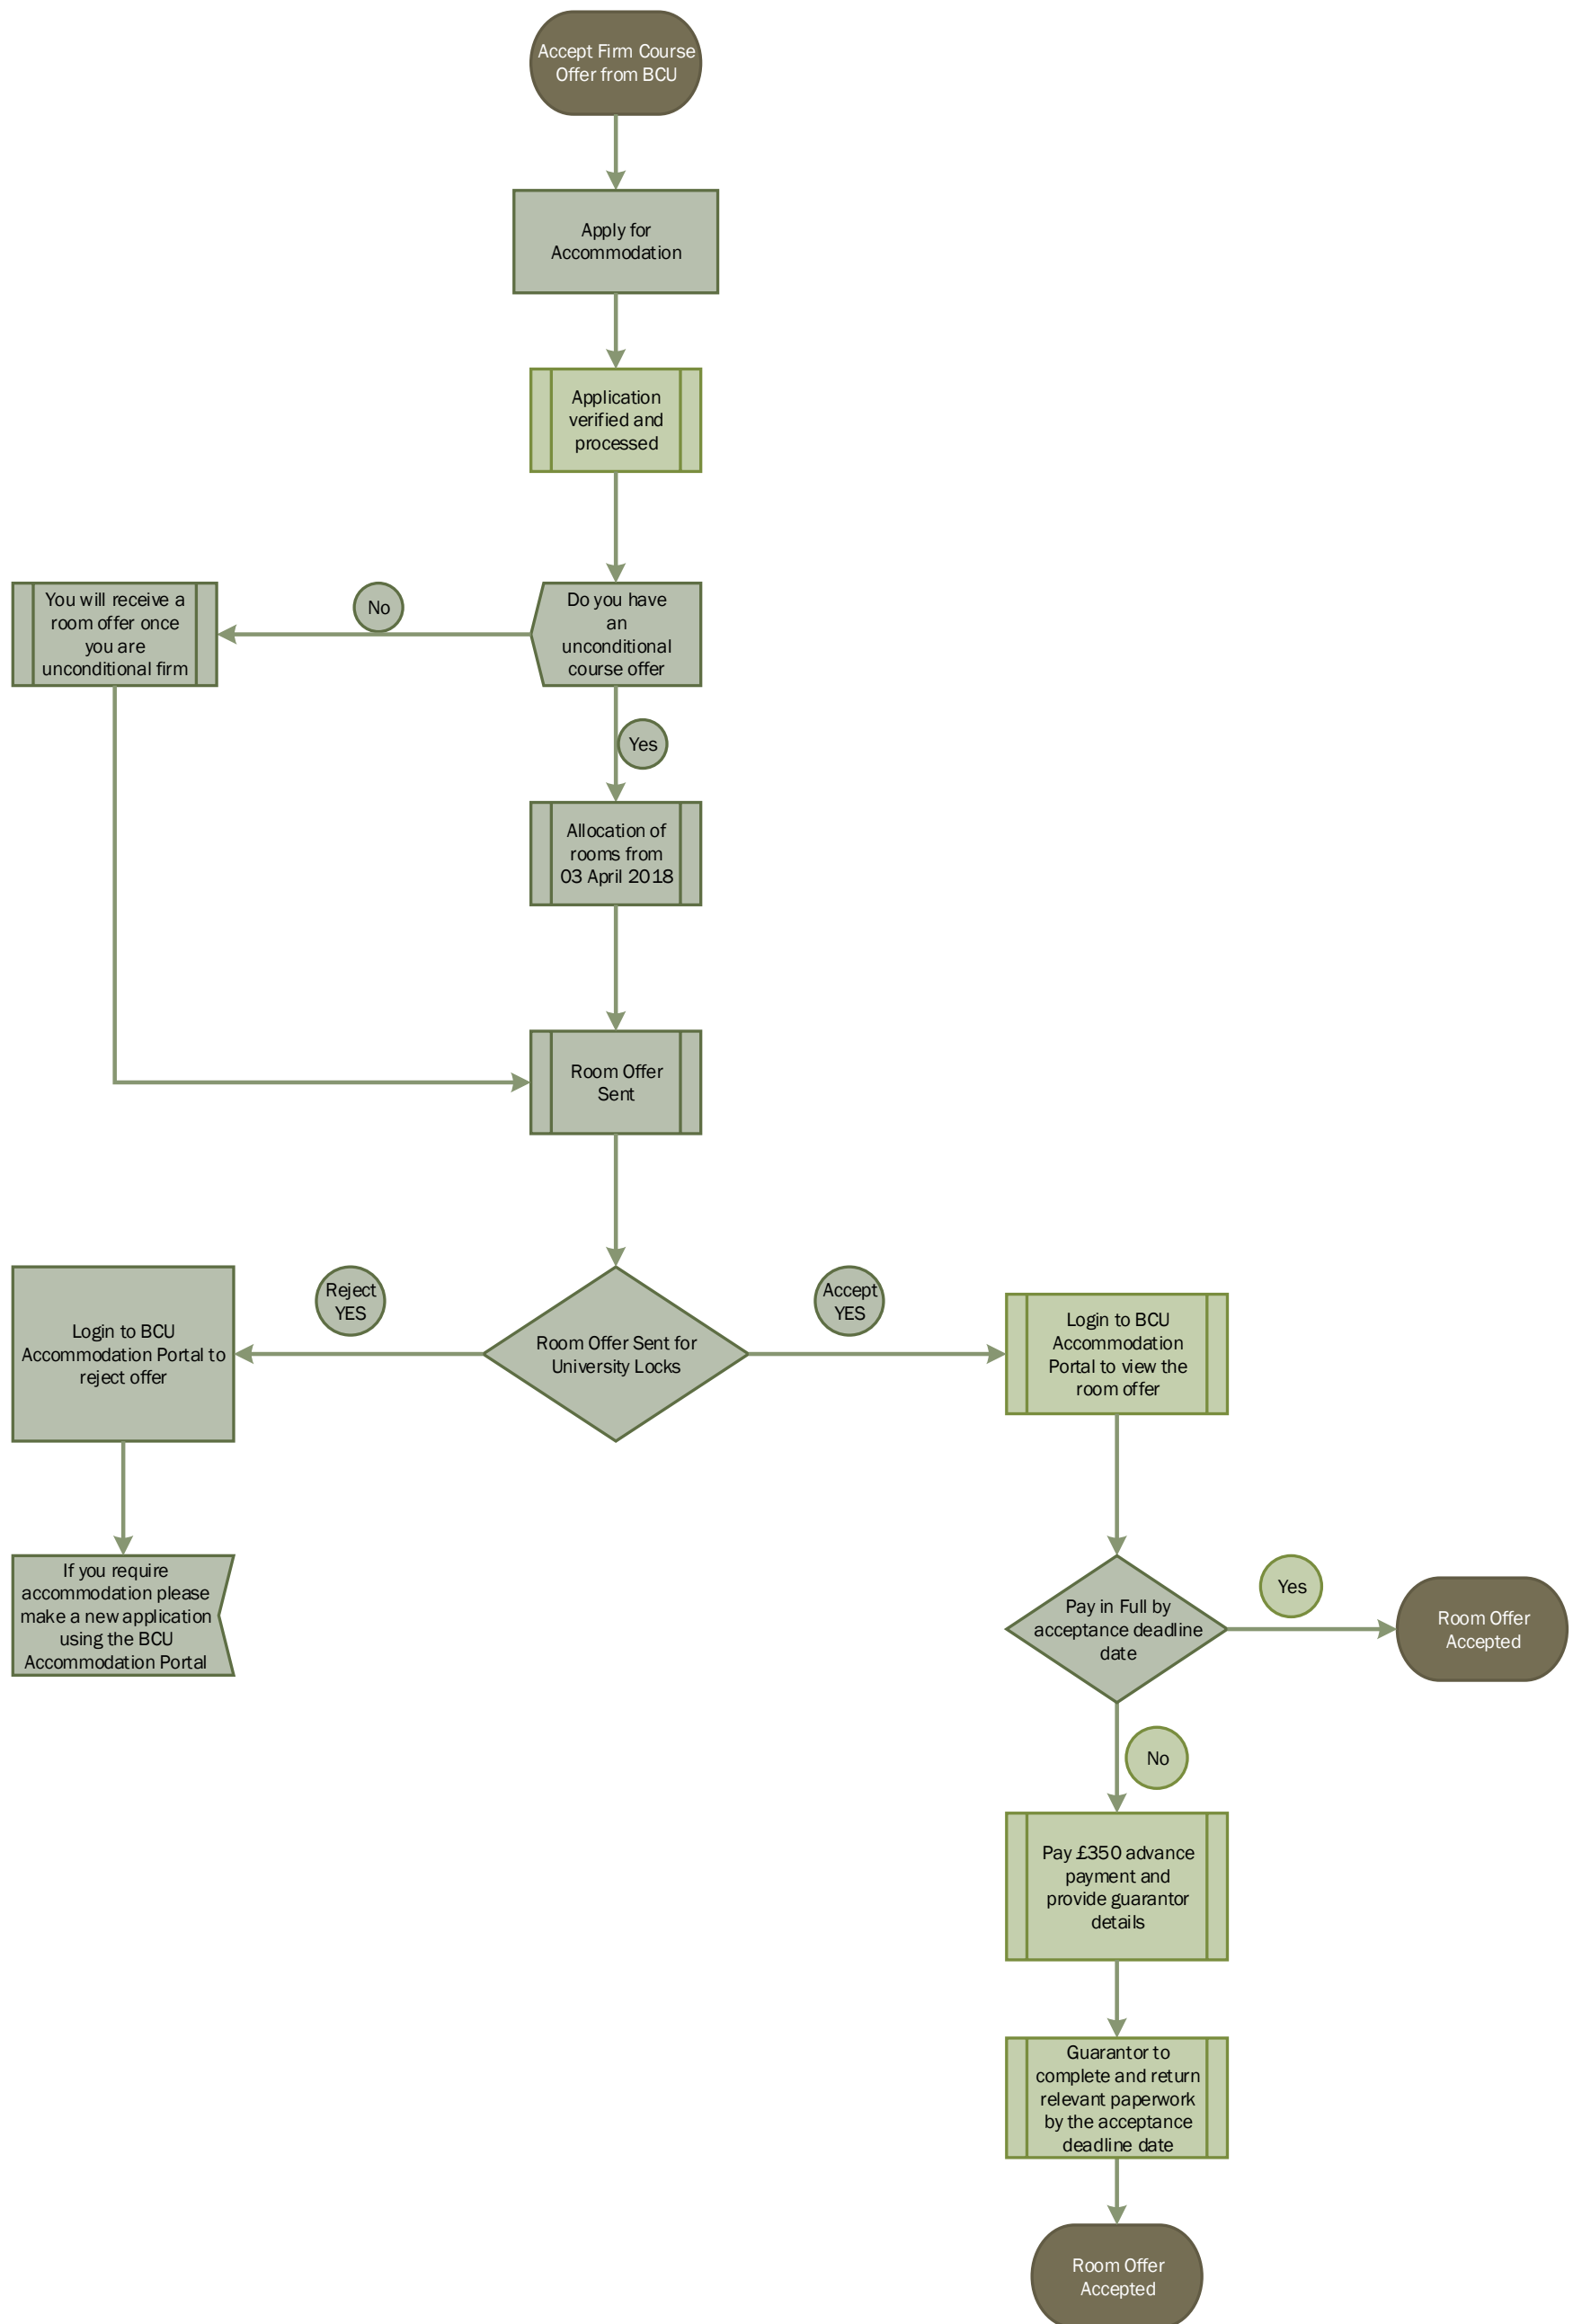 Accept Firm Course
Offer from BCU
Apply for
Accommodation
Application
verified and
processed
You will receive a
room offer once
you are
unconditional firm
No
Do you have
an
unconditional
course offer
Yes
Allocation of
rooms from
03 April 2018
Room Offer
Sent
Login to BCU
Accommodation Portal to
reject offer
Reject
YES
Room Offer Sent for
University Locks
Accept
YES
Login to BCU
Accommodation
Portal to view the
room offer
If you require
accommodation please
make a new application
using the BCU
Accommodation Portal
Pay in Full by
acceptance deadline
date
Yes
Room Offer
Accepted
No
Pay £350 advance
payment and
provide guarantor
details
Guarantor to
complete and return
relevant paperwork
by the acceptance
deadline date
Room Offer
Accepted